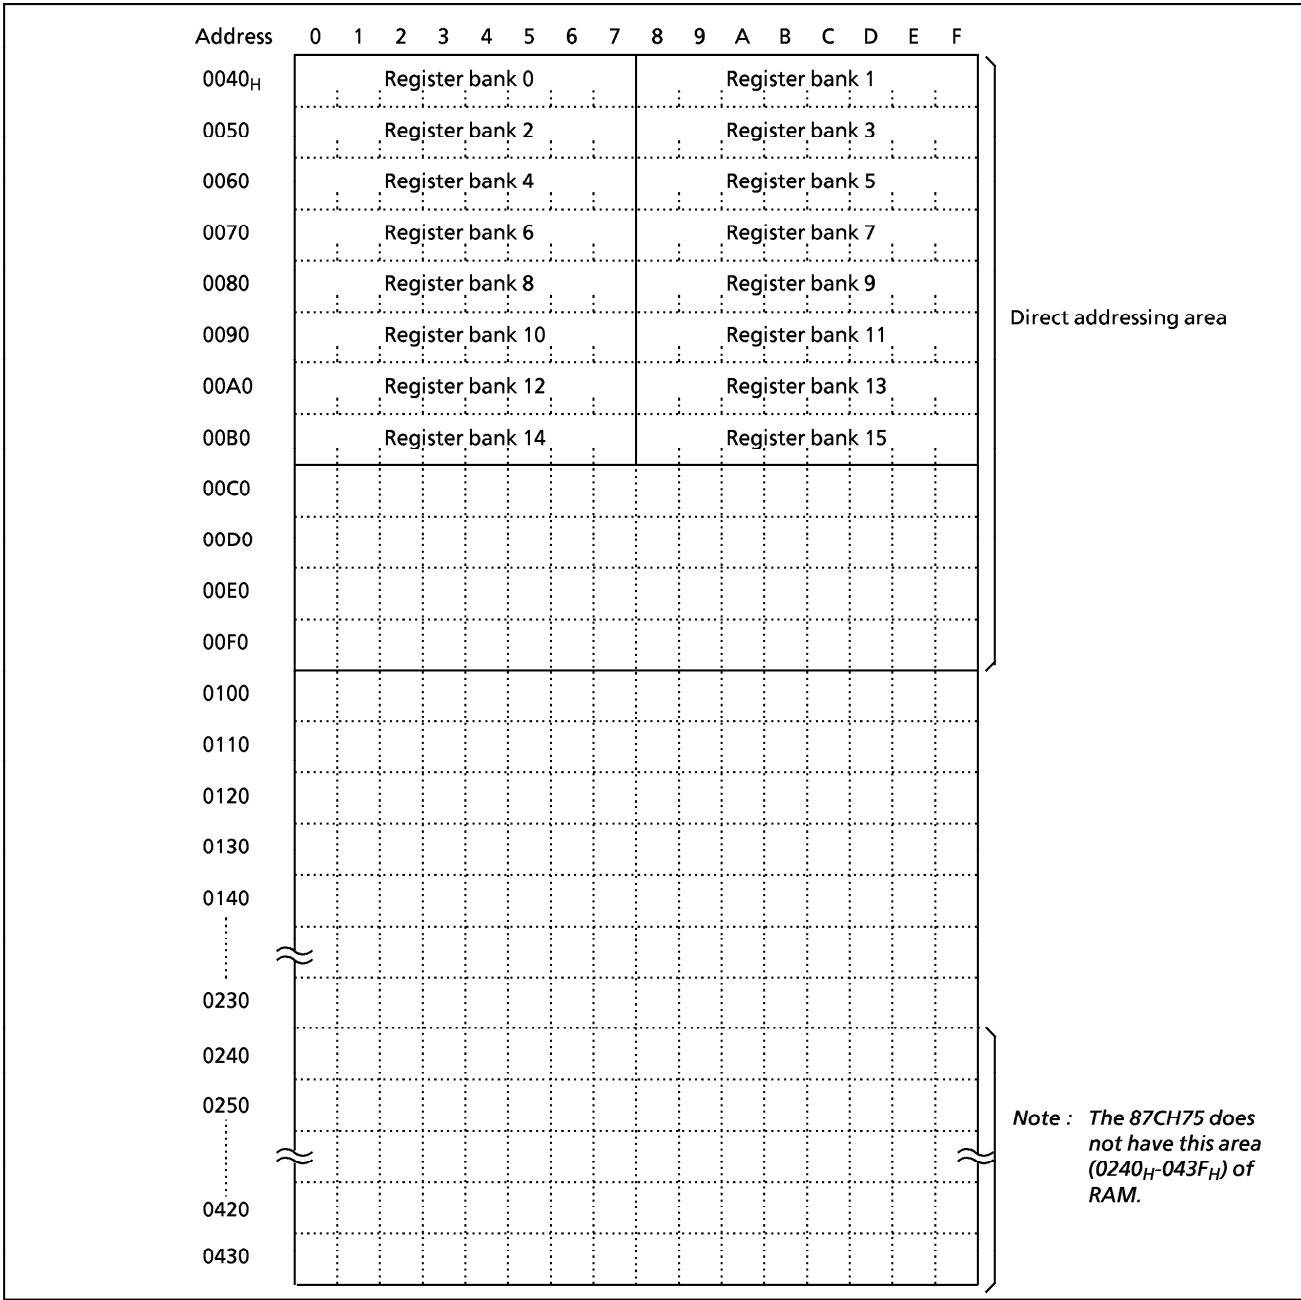 Address 0 1 2 3 4 5 6 7 8 9 A B C D E F
0040H Register bank 0 Register bank 1
0050 Register bank 2 Register bank 3
0060 Register bank 4 Register bank 5
0070 Register bank 6 Register bank 7
0080 Register bank 8 Register bank 9
Direct addressing area
0090 Register bank 10 Register bank 11
00A0 Register bank 12 Register bank 13
00B0 Register bank 14 Register bank 15
00C0
00D0
00E0
00F0
0100
0110
0120
0130
0140
0230
0240
0250
Note : The 87CH75 does
not have this area
(0240H-043FH) of
RAM.
0420
0430